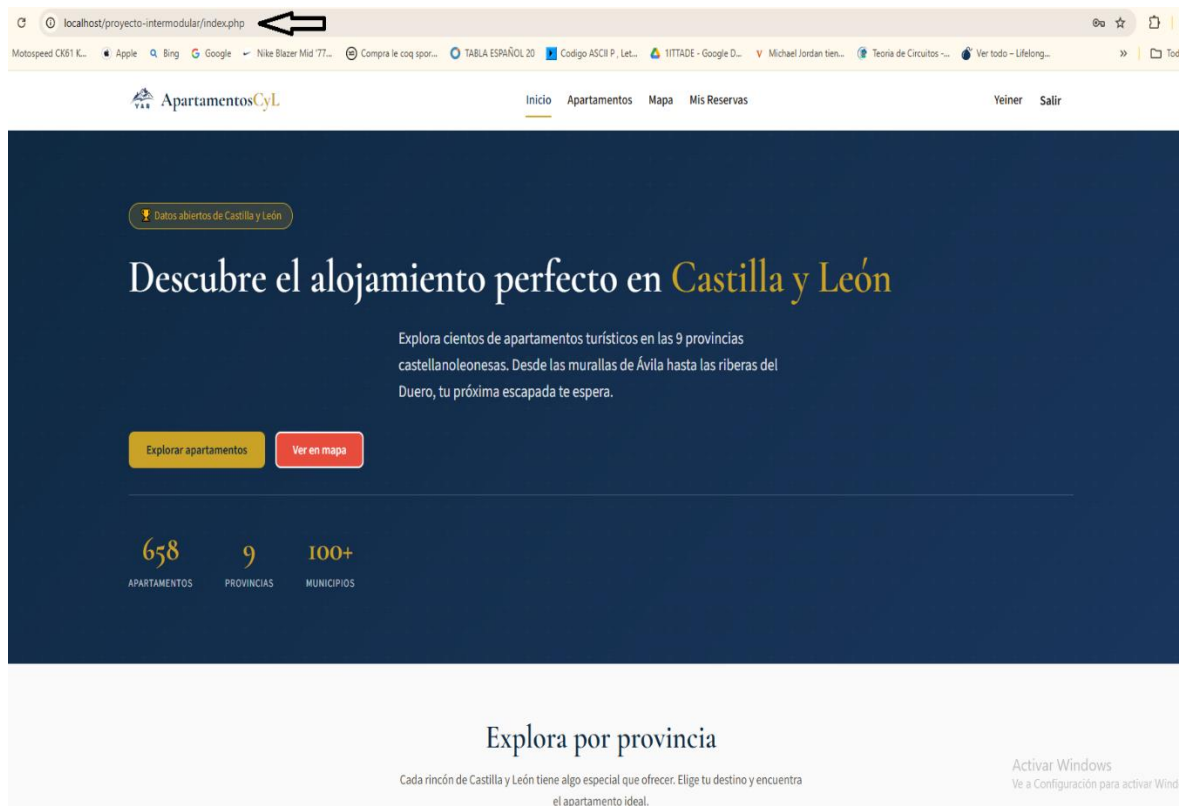 localhost/proyecto-intermodular/index.php
Motospeed CK61 K... Apple Bing Google Nike Blazer Mid '77... Compra le coq spor... TABLA ESPAÑOL 20 Codigo ASCII P , Let... 1ITTADE - Google D... Michael Jordan tien... Teoria de Circuitos -... Ver todo – Lifelong... » Tod
YAR ApartamentosCyL Inicio Apartamentos Mapa Mis Reservas Yeiner Salir
Datos abiertos de Castilla y León
Descubre el alojamiento perfecto en Castilla y León
Explora cientos de apartamentos turísticos en las 9 provincias
castellanoleonesas. Desde las murallas de Ávila hasta las riberas del
Duero, tu próxima escapada te espera.
Explorar apartamentos Ver en mapa
658 9 100+
APARTAMENTOS PROVINCIAS MUNICIPIOS
Explora por provincia
Cada rincón de Castilla y León tiene algo especial que ofrecer. Elige tu destino y encuentra
el apartamento ideal.
Activar Windows
Ve a Configuración para activar Wind